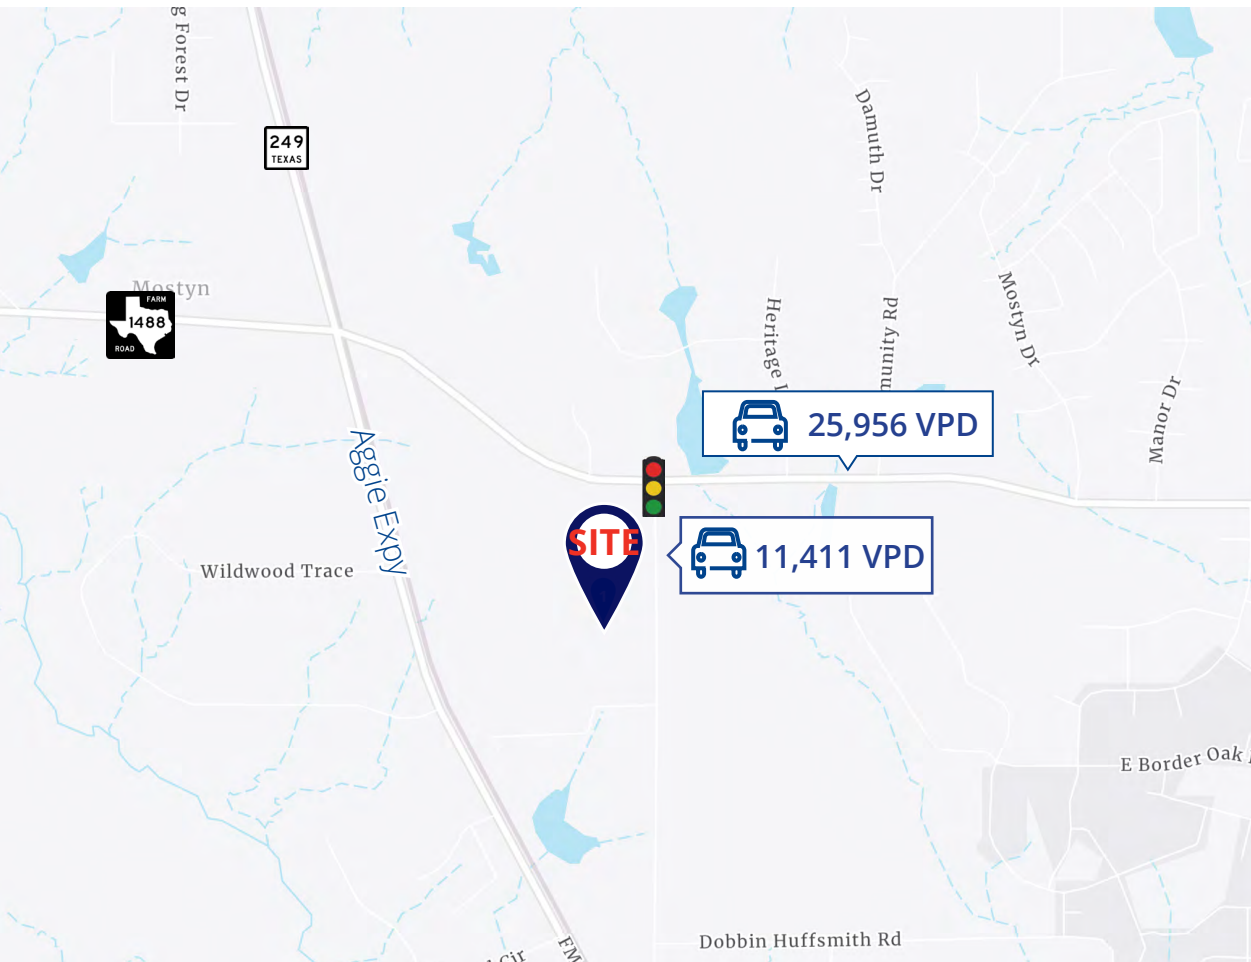 g Forest Dr
249
TEXAS
Damuth Dr
Mostyn
FARM
1488
ROAD
Heritage
munity Rd
Mostyn Dr
Manor Dr
25,956 VPD
Aggie Expy
SITE
11,411 VPD
Wildwood Trace
E Border Oak
Dobbin Huffsmith Rd
FM
Cir